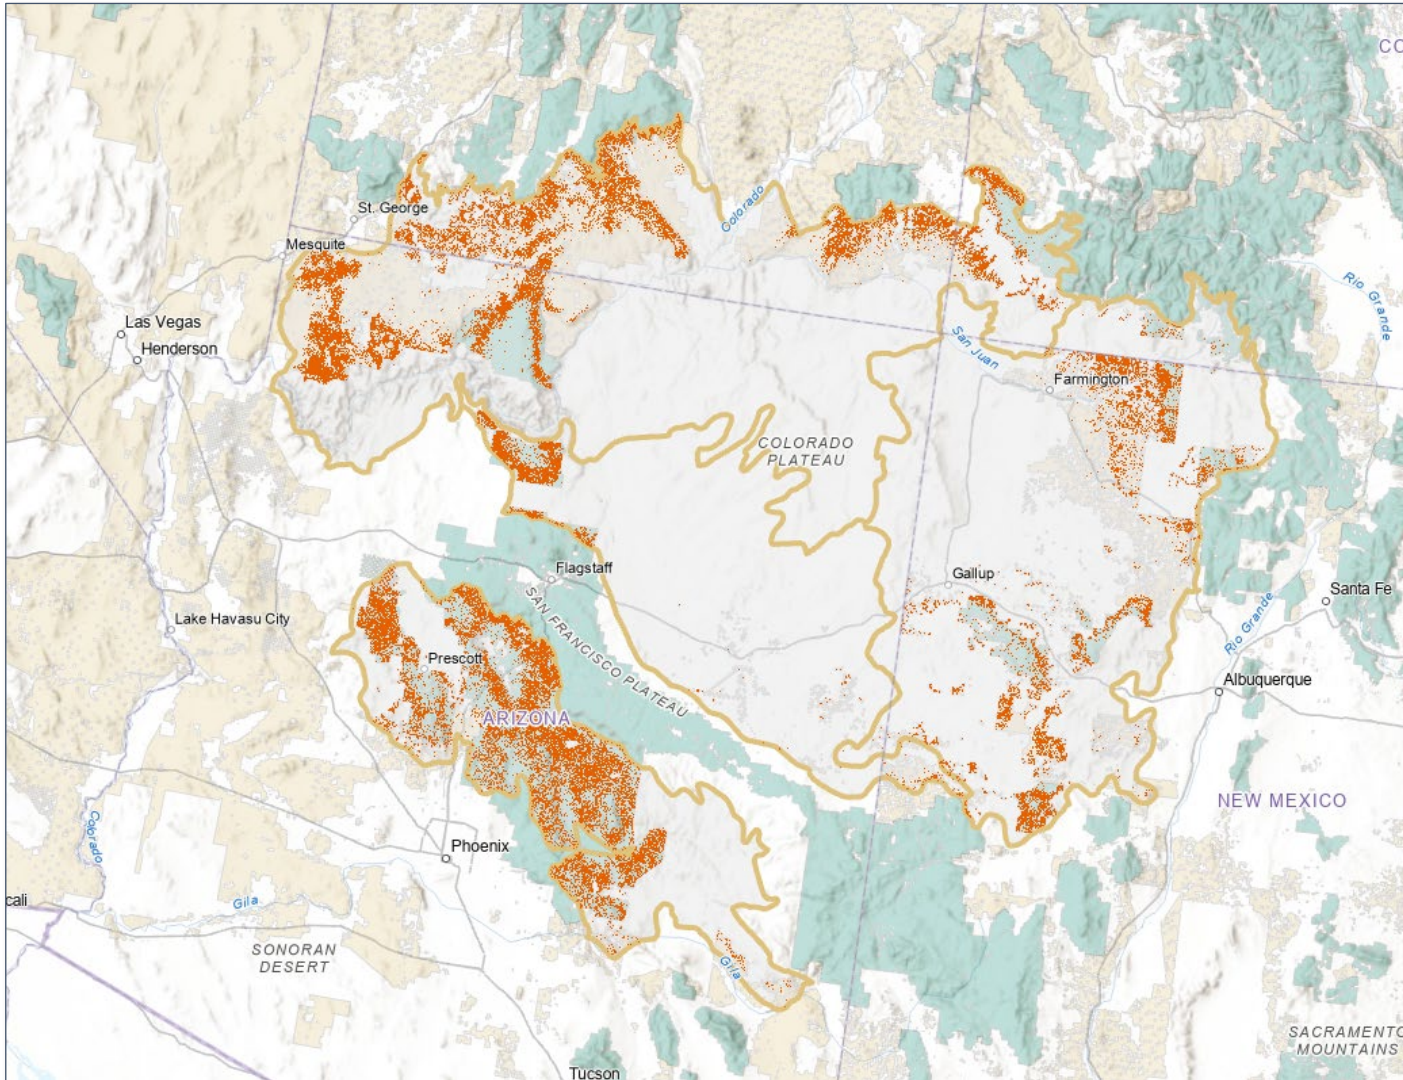 CO
St. George
Colorado
Mesquite
Rio Grande
Las Vegas
Henderson
San Juan
Farmington
COLORADO
PLATEAU
Flagstaff
Gallup
Santa Fe
SAN FRANCISCO PLATEAU
Lake Havasu City
Rio Grande
Prescott
Albuquerque
ARIZONA
NEW MEXICO
Colorado
Phoenix
cali
Gila
SONORAN
DESERT
Gila
SACRAMENTO
MOUNTAINS
Tucson